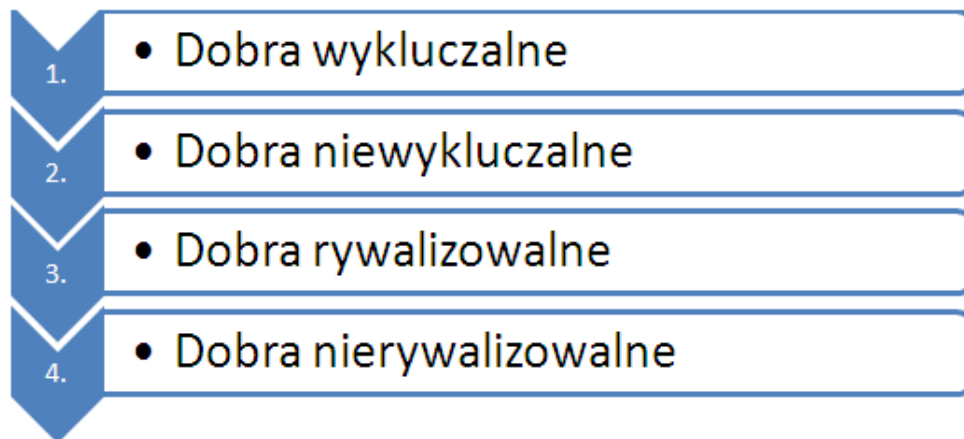 1. • Dobra wykluczalne
2. • Dobra niewykluczalne
3. • Dobra rywalizowalne
4. • Dobra nierywalizowalne